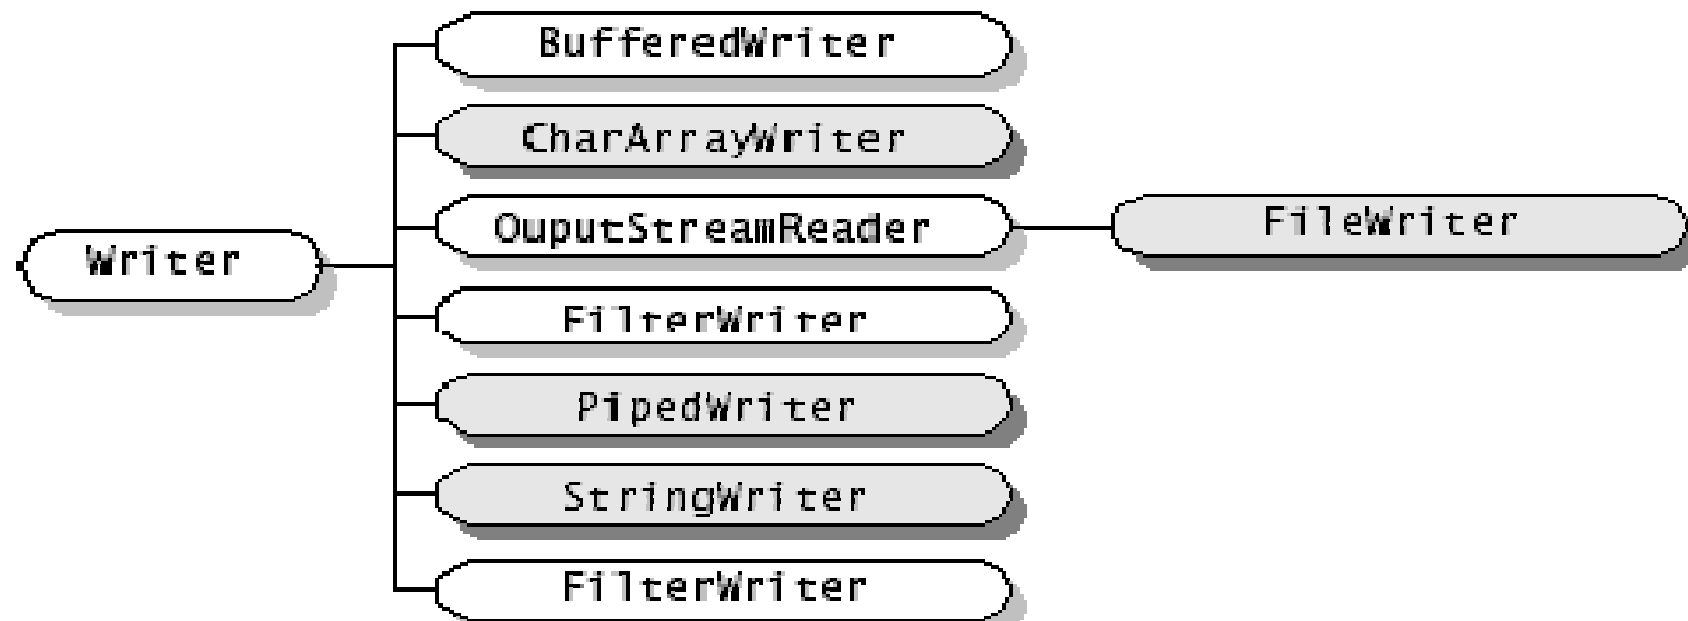 BufferedWriter
CharArrayWriter
OuputStreamReader
FileWriter
Writer
FilterWriter
PipedWriter
StringWriter
FilterWriter